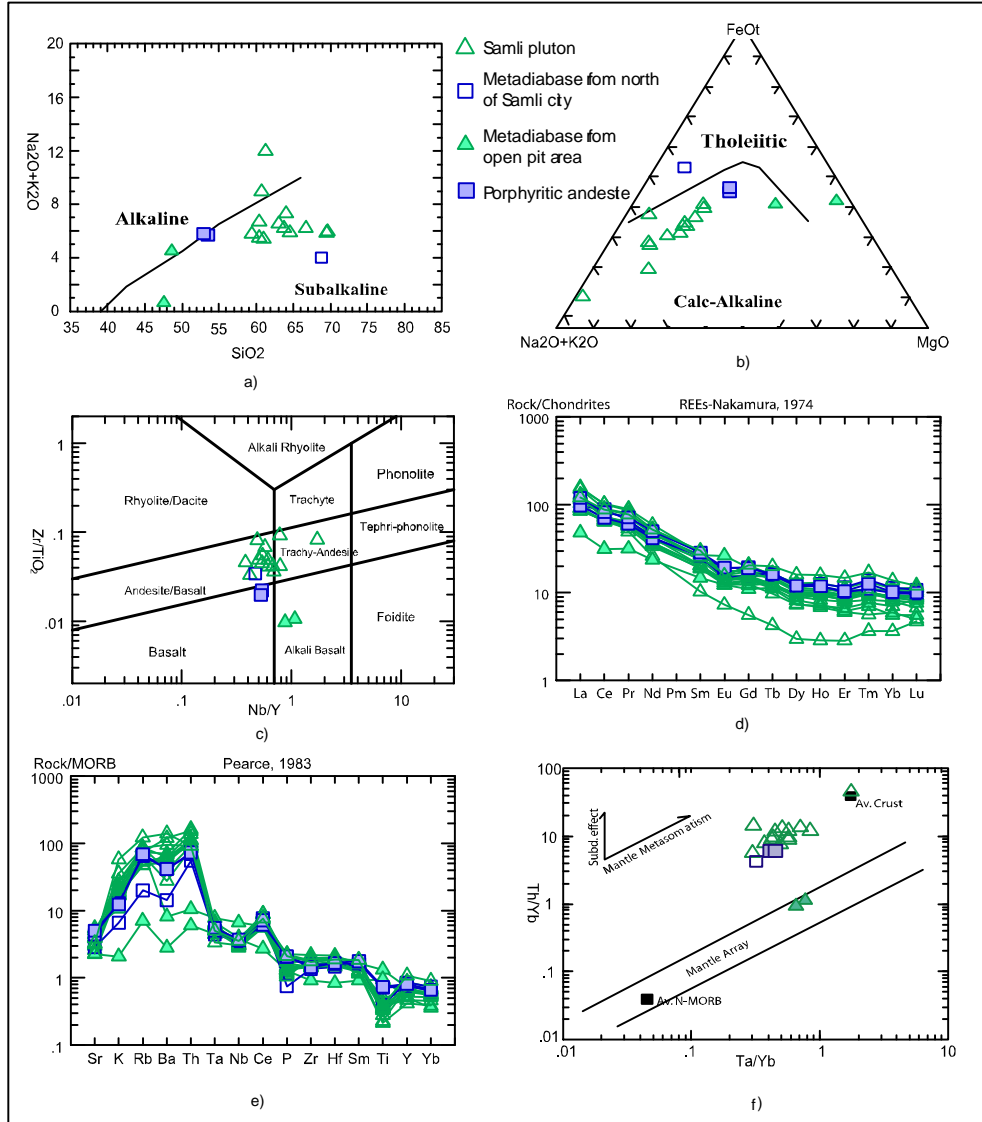 Na2O+K2O
20
16
12
8
4
0
Alkaline
Subalkaline
35 40 45 50 55 60 65 70 75 80 85
SiO2
a)
Samli pluton
Metadiabase from north
of Samli city
Metadiabase from
open pit area
Porphyritic andeste
FeOt
Tholeiitic
Calc-Alkaline
Na2O+K2O
MgO
b)
Zr/TiO2
1
0.1
.01
Alkali Rhyolite
Phonolite
Rhyolite/Dacite
Trachyte
Tephri-phonolite
Trachy-Andesite
Andesite/Basalt
Foidite
Basalt
Alkali Basalt
.01 0.1 1 10
Nb/Y
c)
Rock/Chondrites REEs-Nakamura, 1974
1000
100
10
1
La Ce Pr Nd Pm Sm Eu Gd Tb Dy Ho Er Tm Yb Lu
d)
Rock/MORB Pearce, 1983
1000
100
10
1
.1
Sr K Rb Ba Th Ta Nb Ce P Zr Hf Sm Ti Y Yb
e)
Th/Yb
100
10
1
.1
.01
Subd. effect
Mantle Metasomatism
Av. Crust
Mantle Array
Av. N-MORB
.01 0.1 1 10
Ta/Yb
f)